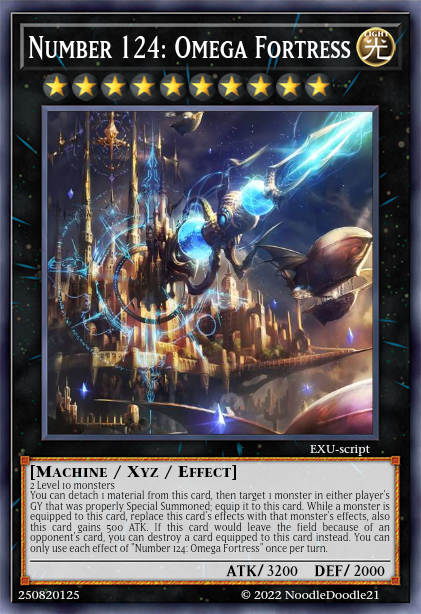 Number 124: Omega Fortress
LIGHT
光
EXU-script
[Machine / Xyz / Effect]
2 Level 10 monsters
You can detach 1 material from this card, then target 1 monster in either player's
GY that was properly Special Summoned; equip it to this card. While a monster is
equipped to this card, replace this card's effects with that monster's effects, also
this card gains 500 ATK. If this card would leave the field because of an
opponent's card, you can destroy a card equipped to this card instead. You can
only use each effect of "Number 124: Omega Fortress" once per turn.
ATK/ 3200 DEF/ 2000
250820125 © 2022 NoodleDoodle21